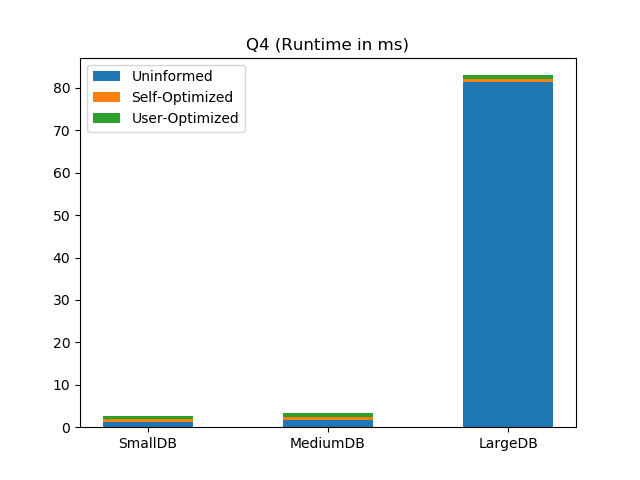 Q4 (Runtime in ms)
Uninformed
Self-Optimized
User-Optimized
80
70
60
50
40
30
20
10
0
SmallDB MediumDB LargeDB